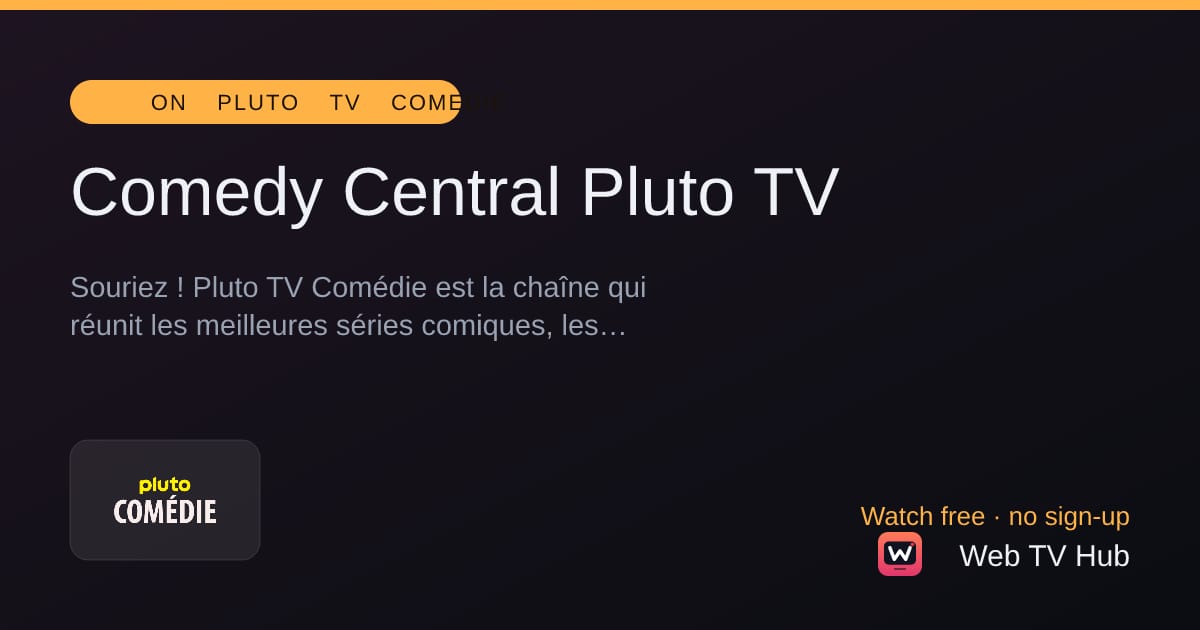 ON PLUTO TV
Comedy Central Pluto TV
Souriez ! Pluto TV Comédie est la chaîne qui
réunit les meilleures séries comiques, les…
pluto
COMÉDIE
Watch free · no sign-up
W
Web TV Hub